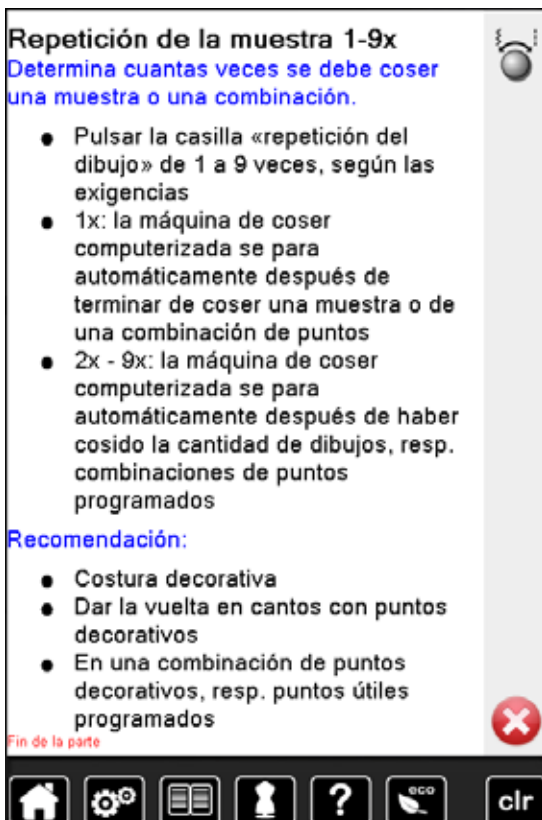 Repetición de la muestra 1-9x
Determina cuantas veces se debe coser
una muestra o una combinación.
● Pulsar la casilla «repetición del
dibujo» de 1 a 9 veces, según las
exigencias
● 1x: la máquina de coser
computerizada se para
automáticamente después de
terminar de coser una muestra o de
una combinación de puntos
● 2x - 9x: la máquina de coser
computerizada se para
automáticamente después de haber
cosido la cantidad de dibujos, resp.
combinaciones de puntos
programados
Recomendación:
● Costura decorativa
● Dar la vuelta en cantos con puntos
decorativos
● En una combinación de puntos
decorativos, resp. puntos útiles
programados
Fin de la parte
? eco clr